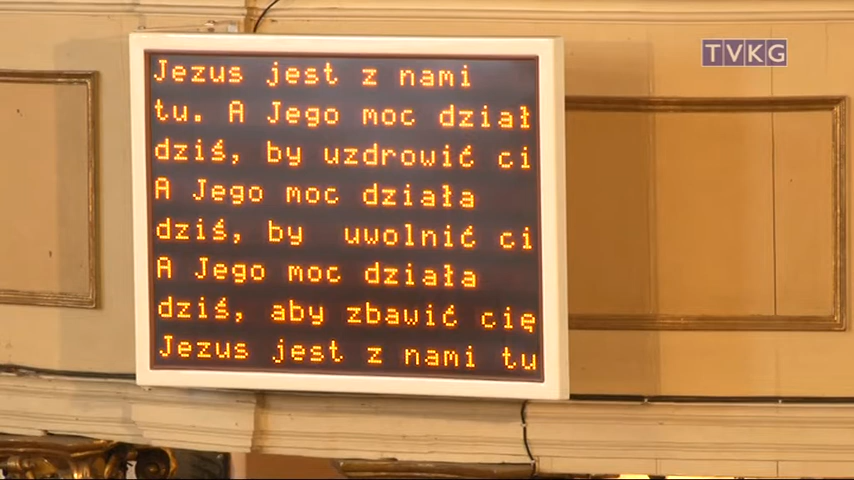 TVKG
Jezus jest z nami
tu. A Jego moc dział
dziś, by uzdrowić ci
A Jego moc działa
dziś, by uwolnić ci
A Jego moc działa
dziś, aby zbawić cię
Jezus jest z nami tu